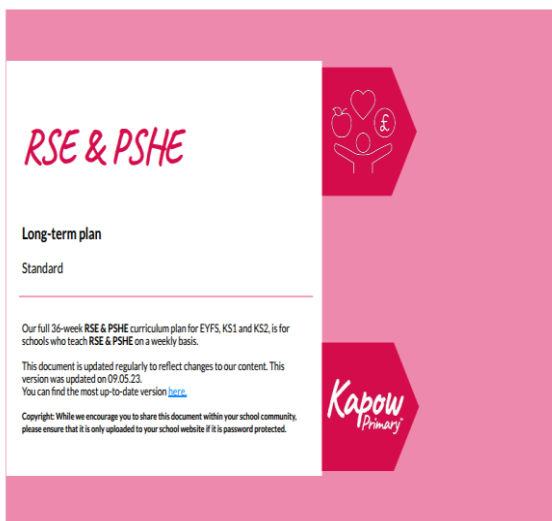 RSE & PSHE
£
Long-term plan
Standard
Our full 36-week RSE & PSHE curriculum plan for EYFS, KS1 and KS2, is for
schools who teach RSE & PSHE on a weekly basis.
This document is updated regularly to reflect changes to our content. This
version was updated on 09.05.23.
You can find the most up-to-date version here.
Copyright: While we encourage you to share this document within your school community,
please ensure that it is only uploaded to your school website if it is password protected.
Kapow
Primary